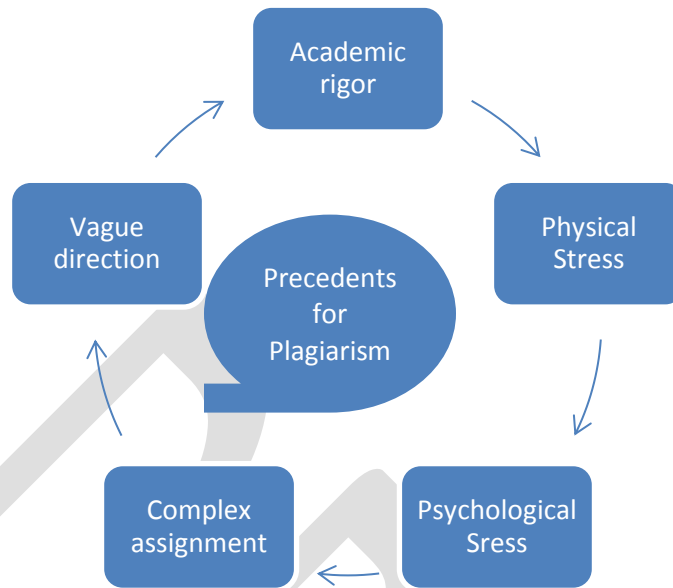 Academic
rigor
Vague
direction
Physical
Stress
Precedents
for
Plagiarism
Complex
assignment
Psychological
Sress